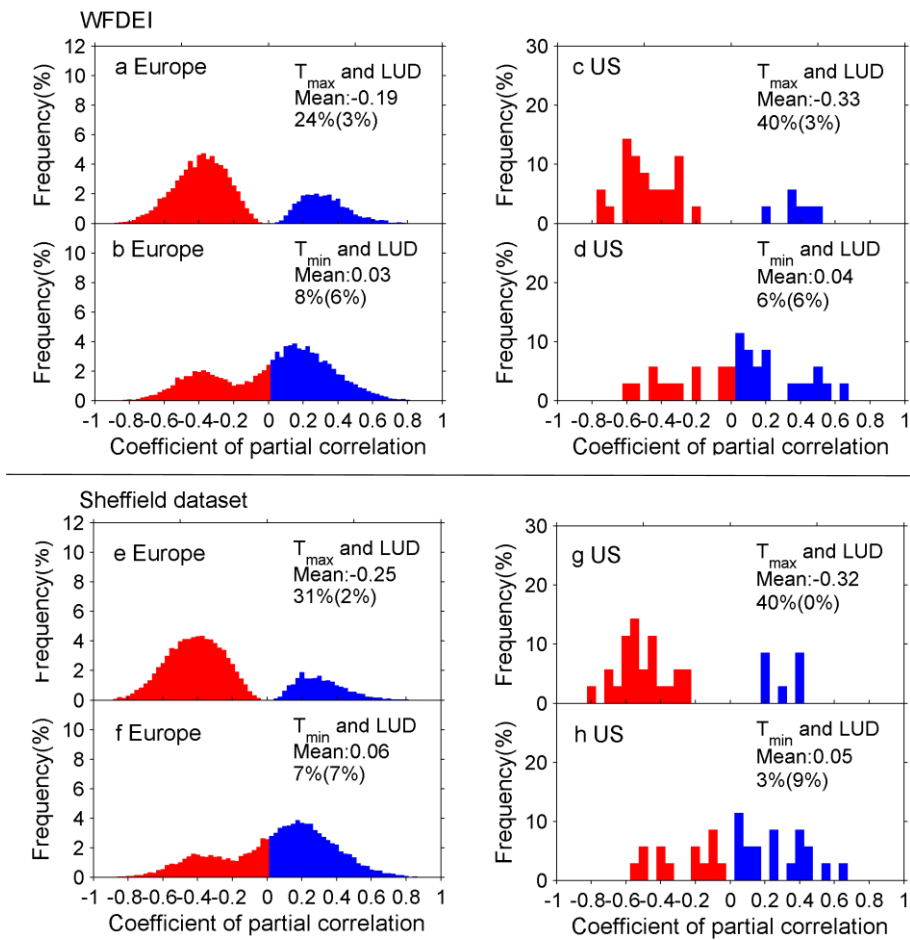 WFDEI
12
10
8
6
4
2
0
Frequency(%)
a Europe
Tmax and LUD
Mean:-0.19
24%(3%)
30
20
10
0
Frequency(%)
c US
Tmax and LUD
Mean:-0.33
40%(3%)
10
8
6
4
2
0
Frequency(%)
b Europe
Tmin and LUD
Mean:0.03
8%(6%)
-1 -0.8-0.6-0.4-0.2 0 0.2 0.4 0.6 0.8 1
Coefficient of partial correlation
20
10
0
Frequency(%)
d US
Tmin and LUD
Mean:0.04
6%(6%)
-1 -0.8-0.6-0.4-0.2 0 0.2 0.4 0.6 0.8 1
Coefficient of partial correlation
Sheffield dataset
12
10
8
6
4
2
0
Frequency(%)
e Europe
Tmax and LUD
Mean:-0.25
31%(2%)
30
20
10
0
Frequency(%)
g US
Tmax and LUD
Mean:-0.32
40%(0%)
10
8
6
4
2
0
Frequency(%)
f Europe
Tmin and LUD
Mean:0.06
7%(7%)
-1 -0.8-0.6-0.4-0.2 0 0.2 0.4 0.6 0.8 1
Coefficient of partial correlation
20
10
0
Frequency(%)
h US
Tmin and LUD
Mean:0.05
3%(9%)
-1 -0.8-0.6-0.4-0.2 0 0.2 0.4 0.6 0.8 1
Coefficient of partial correlation